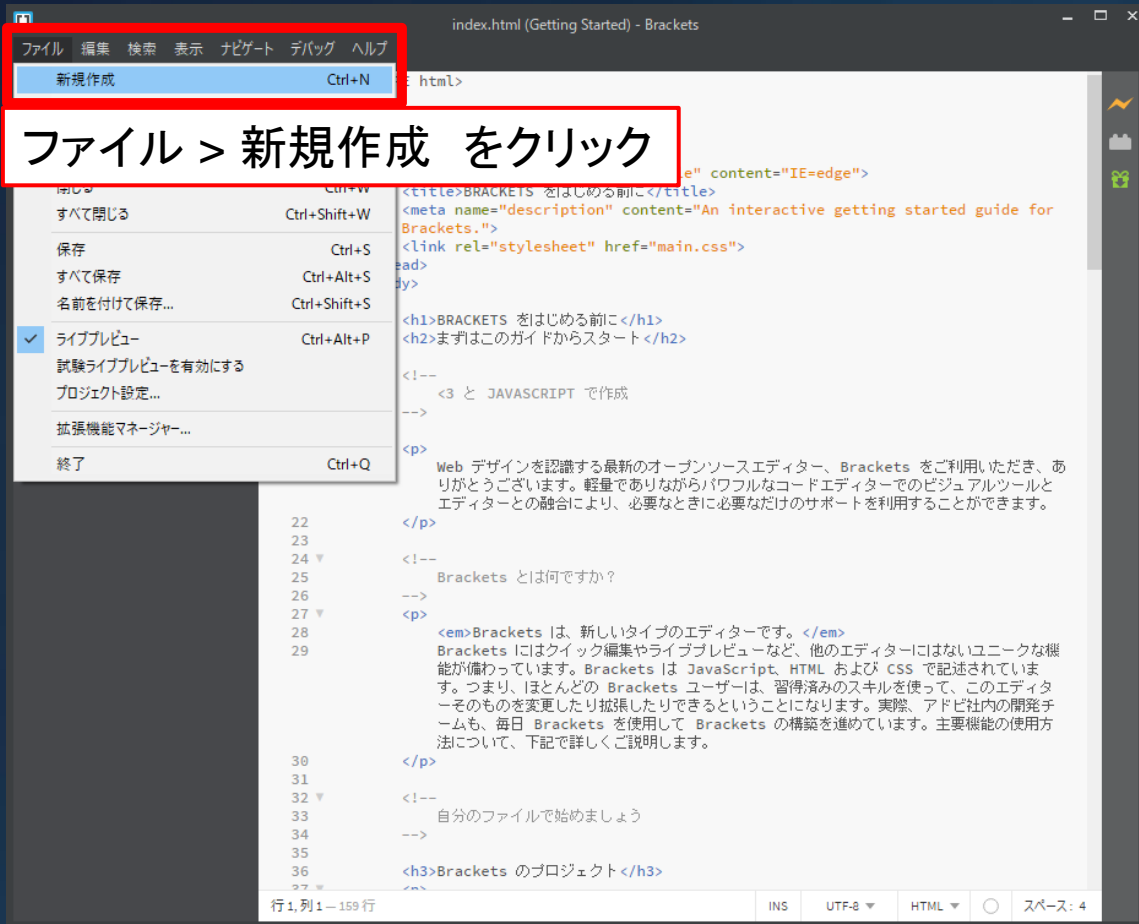 index.html (Getting Started) - Brackets
ファイル 編集 検索 表示 ナビゲート デバッグ ヘルプ
新規作成 Ctrl+N
html>
ファイル > 新規作成 をクリック
content="IE=edge">
閉じる Ctrl+W
<title>BRACKETS をはじめる前に</title>
すべて閉じる Ctrl+Shift+W
<meta name="description" content="An interactive getting started guide for
Brackets.">
保存 Ctrl+S
<link rel="stylesheet" href="main.css">
すべて保存 Ctrl+Alt+S
ead>
dy>
名前を付けて保存... Ctrl+Shift+S
<h1>BRACKETS をはじめる前に</h1>
ライブプレビュー Ctrl+Alt+P
<h2>まずはこのガイドからスタート</h2>
試験ライブプレビューを有効にする
<!--
プロジェクト設定...
<3 と JAVASCRIPT で作成
-->
拡張機能マネージャー...
<p>
終了 Ctrl+Q
Web デザインを認識する最新のオープンソースエディター、Brackets をご利用いただき、あ
りがとうございます。軽量でありながらパワフルなコードエディターでのビジュアルツールと
エディターとの融合により、必要なときに必要なだけのサポートを利用することができます。
22 </p>
23
24 <!--
25 Brackets とは何ですか？
26 -->
27 <p>
28 <em>Brackets は、新しいタイプのエディターです。</em>
29 Brackets にはクイック編集やライブプレビューなど、他のエディターにはないユニークな機
能が備わっています。Brackets は JavaScript、HTML および CSS で記述されていま
す。つまり、ほとんどの Brackets ユーザーは、習得済みのスキルを使って、このエディタ
ーそのものを変更したり拡張したりできるということになります。実際、アドビ社内の開発チ
ームも、毎日 Brackets を使用して Brackets の構築を進めています。主要機能の使用方
法について、下記で詳しくご説明します。
30 </p>
31
32 <!--
33 自分のファイルで始めましょう
34 -->
35
36 <h3>Brackets のプロジェクト</h3>
37 <p>
行 1, 列 1 — 159 行 INS UTF-8 HTML スペース: 4